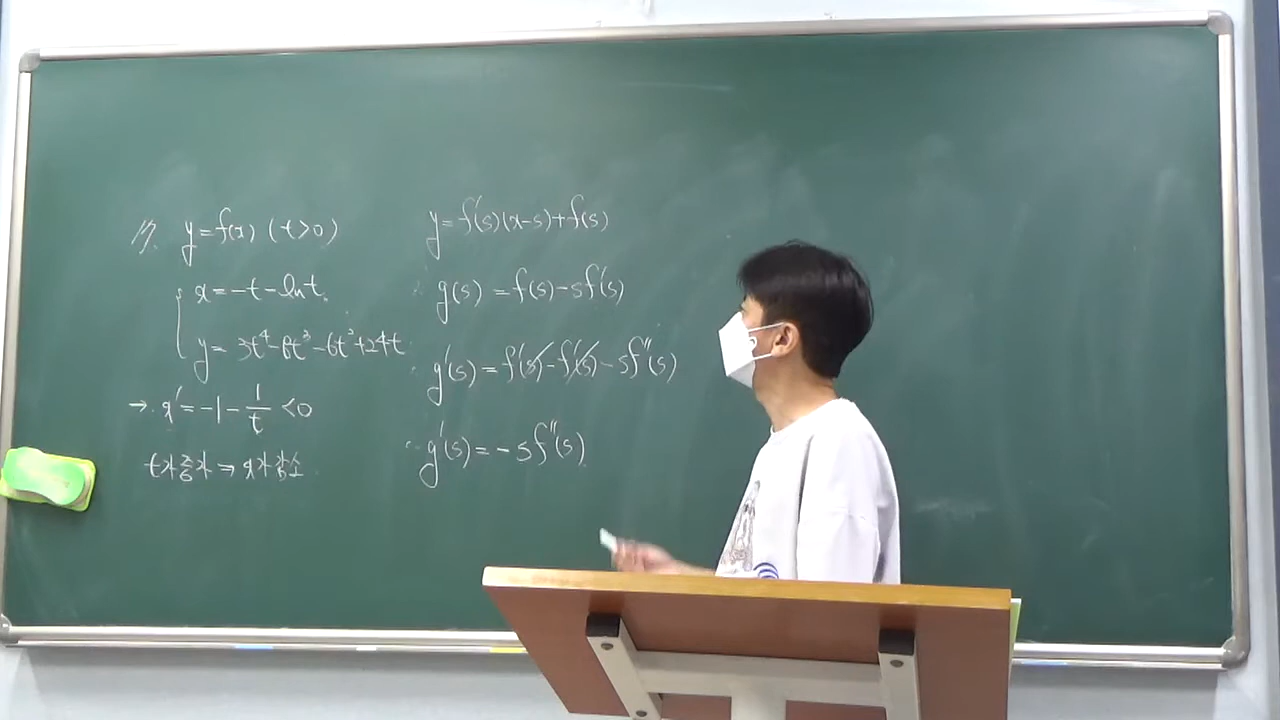 17. y=f(x) (t>0)
x=-t-lnt.
y=3t⁴-8t³-6t²+24t
→. x'=-1-1/t <0
t가 증가 ⇒ x가 감소
y=f'(s)(x-s)+f(s)
∴ g(s) =f(s)-sf'(s)
∴ g'(s)=f'(s)-f'(s)-sf''(s)
∴ g'(s)=-sf''(s).